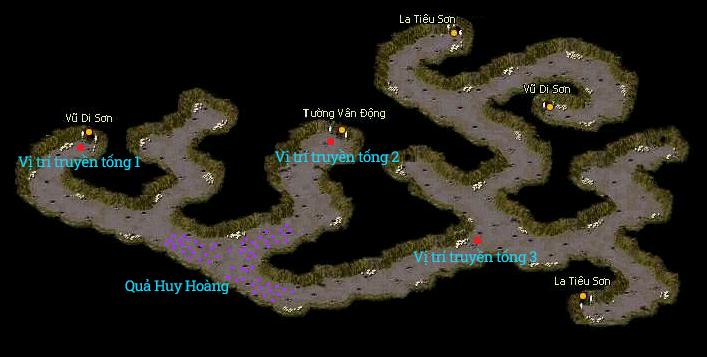 La Tiêu Sơn
Vũ Di Sơn
Tường Vân Động
Vũ Di Sơn
Vị trí truyền tống 1
Vị trí truyền tống 2
Vị trí truyền tống 3
Quả Huy Hoàng
La Tiêu Sơn